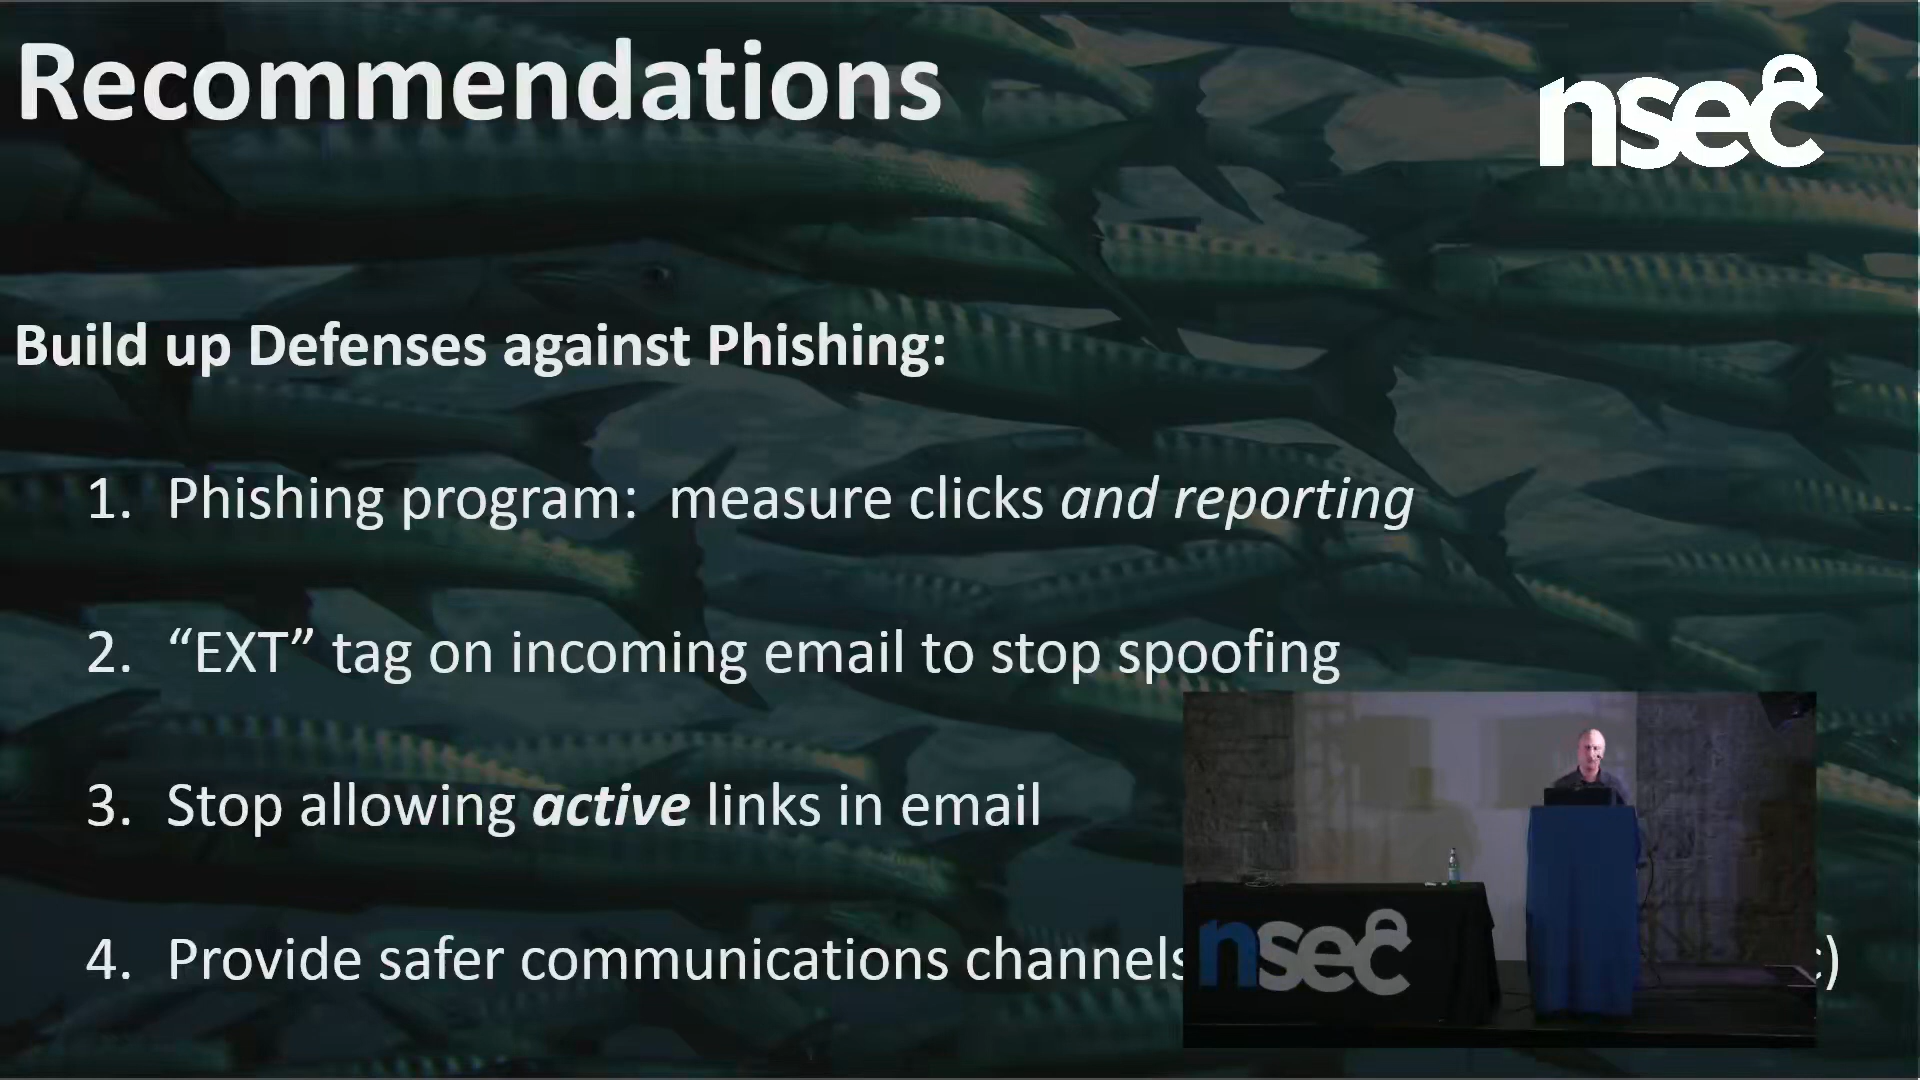 Recommendations
nsec
Build up Defenses against Phishing:
1. Phishing program: measure clicks and reporting
2. “EXT” tag on incoming email to stop spoofing
3. Stop allowing active links in email
4. Provide safer communications channels
nsec